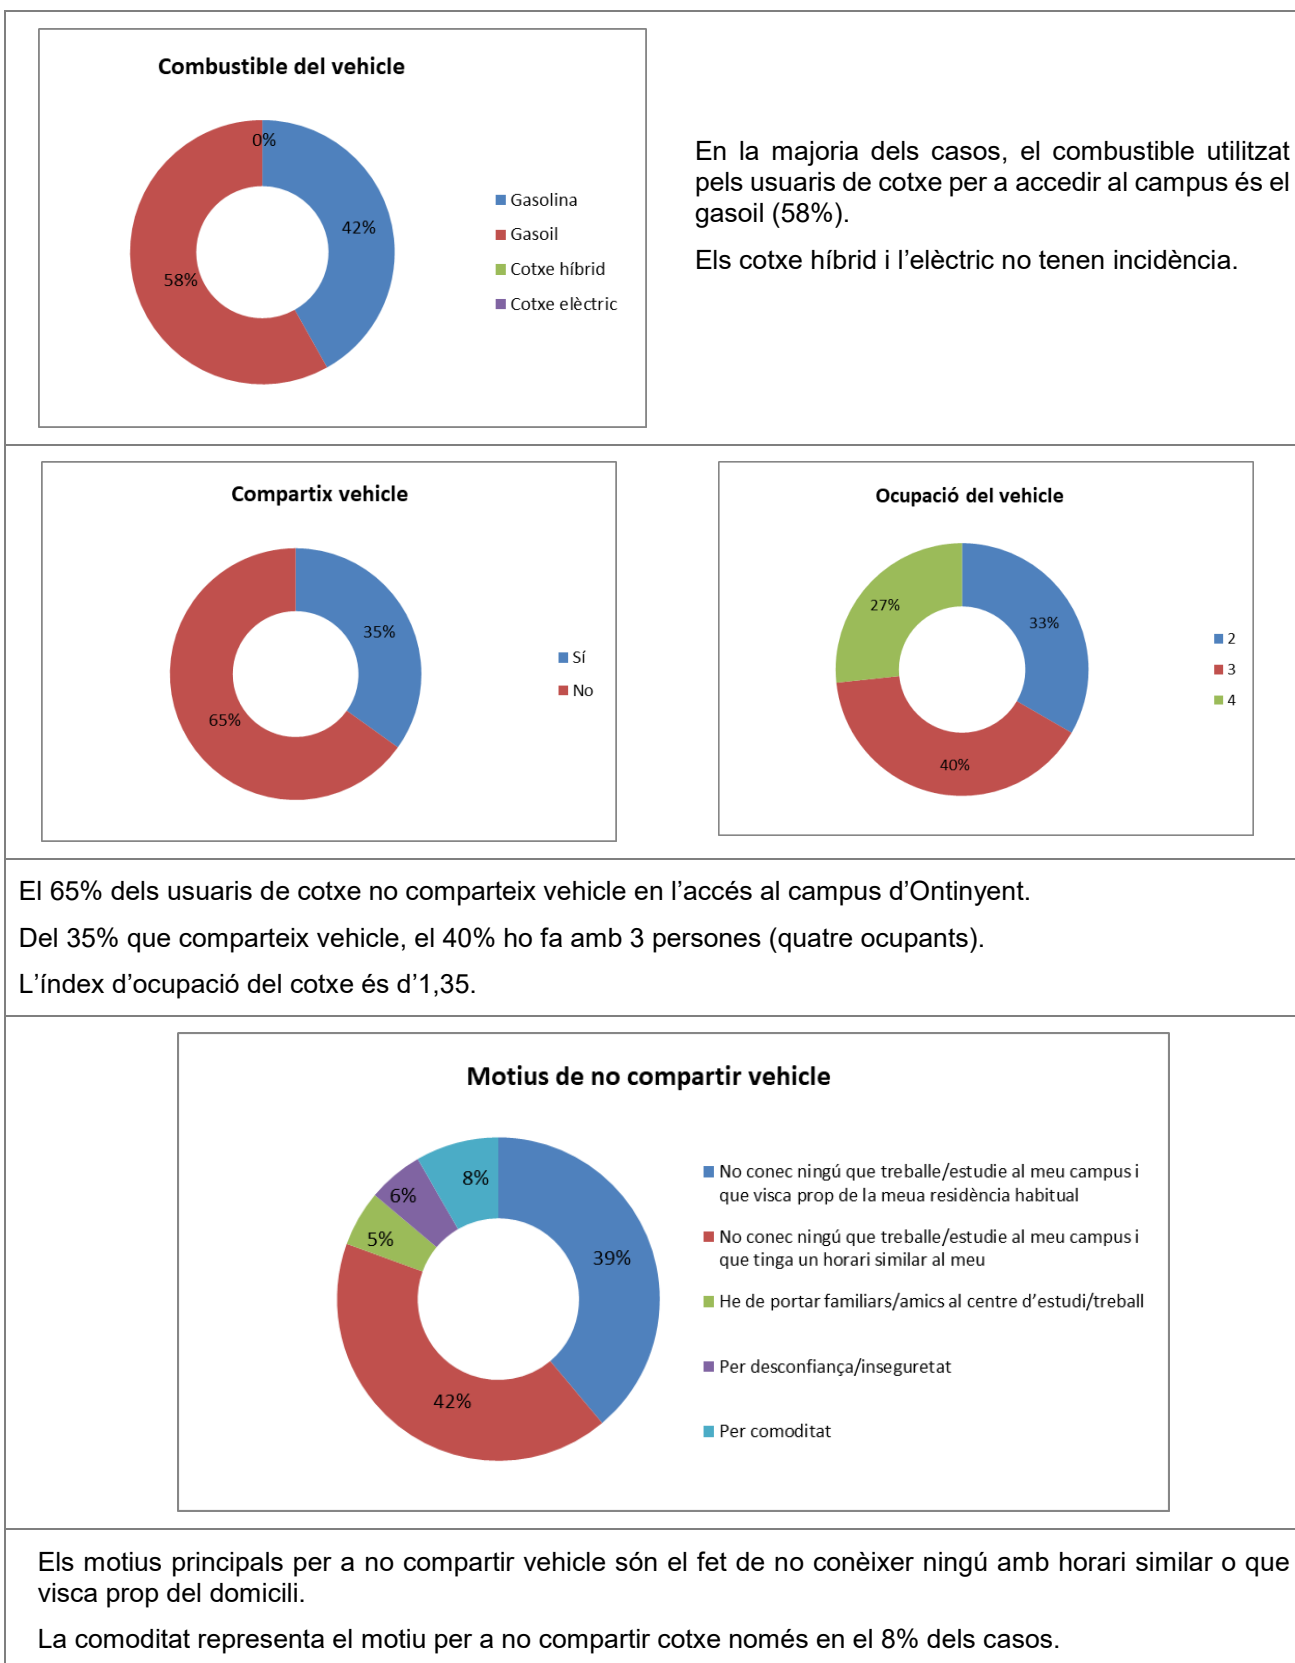 Combustible del vehicle
0%
42%
58%
Gasolina
Gasoil
Cotxe híbrid
Cotxe elèctric
En la majoria dels casos, el combustible utilitzat
pels usuaris de cotxe per a accedir al campus és el
gasoil (58%).
Els cotxe híbrid i l’elèctric no tenen incidència.
Compartix vehicle
35%
65%
Sí
No
Ocupació del vehicle
27%
33%
40%
2
3
4
El 65% dels usuaris de cotxe no comparteix vehicle en l’accés al campus d’Ontinyent.
Del 35% que comparteix vehicle, el 40% ho fa amb 3 persones (quatre ocupants).
L’índex d’ocupació del cotxe és d’1,35.
Motius de no compartir vehicle
8%
6%
5%
39%
42%
No conec ningú que treballe/estudie al meu campus i
que visca prop de la meua residència habitual
No conec ningú que treballe/estudie al meu campus i
que tinga un horari similar al meu
He de portar familiars/amics al centre d’estudi/treball
Per desconfiança/inseguretat
Per comoditat
Els motius principals per a no compartir vehicle són el fet de no conèixer ningú amb horari similar o que
visca prop del domicili.
La comoditat representa el motiu per a no compartir cotxe només en el 8% dels casos.